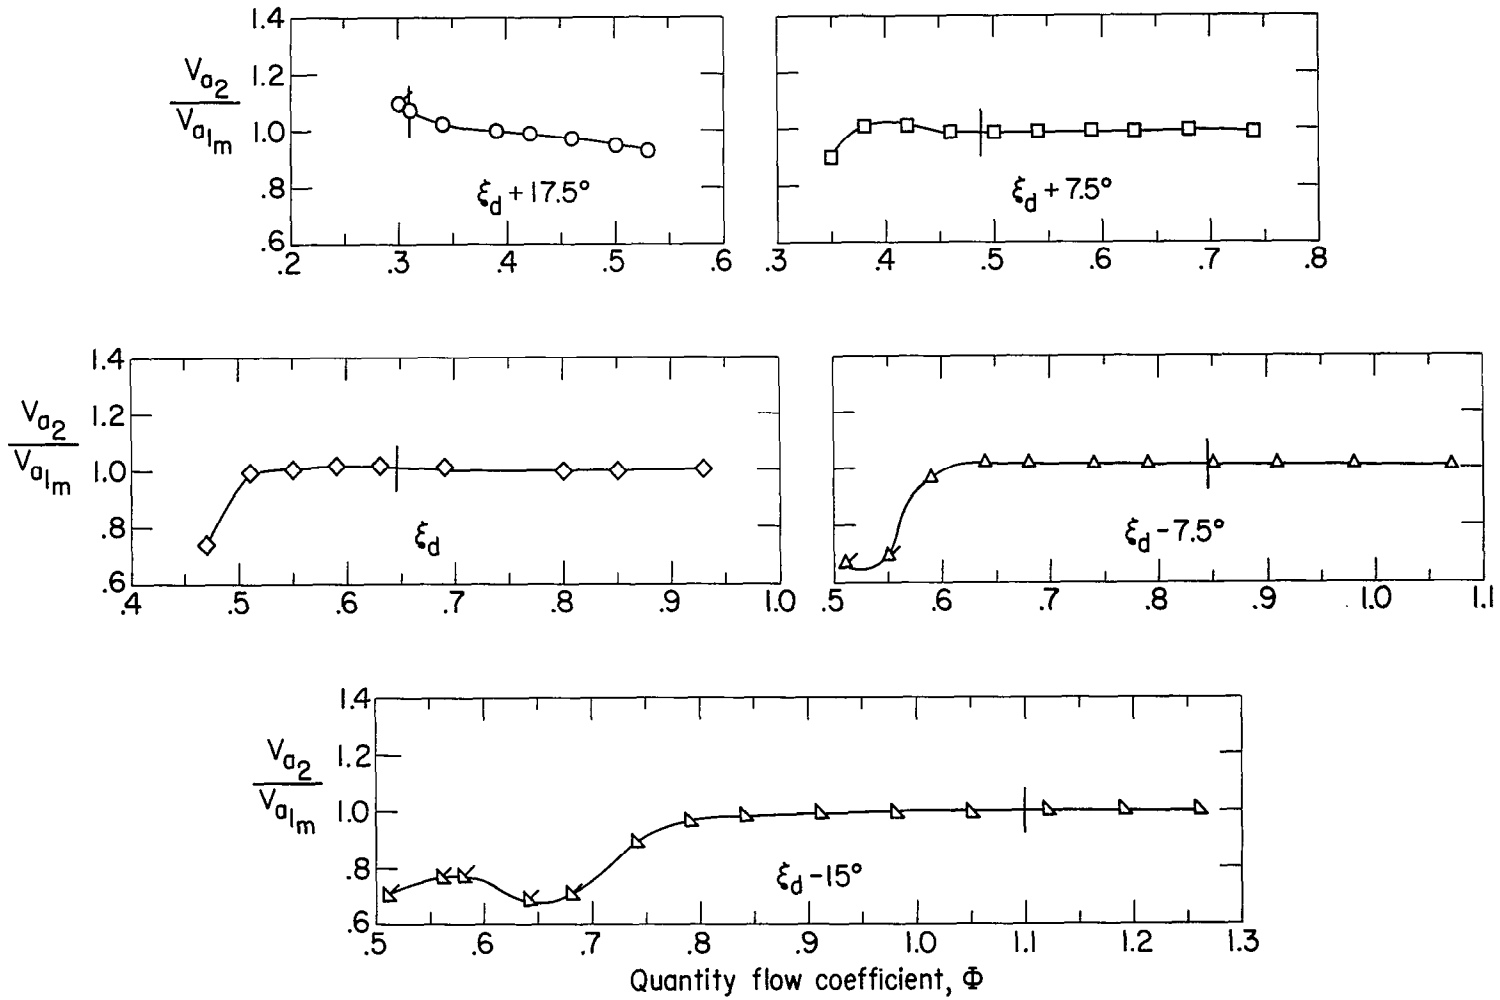 1.4
1.2
1.0
.8
.6
Va2
Va1m
ξd + 17.5°
.2 .3 .4 .5 .6
ξd + 7.5°
.3 .4 .5 .6 .7 .8
1.4
1.2
1.0
.8
.6
Va2
Va1m
ξd
.4 .5 .6 .7 .8 .9 1.0
ξd – 7.5°
.5 .6 .7 .8 .9 1.0 1.1
1.4
1.2
1.0
.8
.6
Va2
Va1m
ξd – 15°
.5 .6 .7 .8 .9 1.0 1.1 1.2 1.3
Quantity flow coefficient, Φ